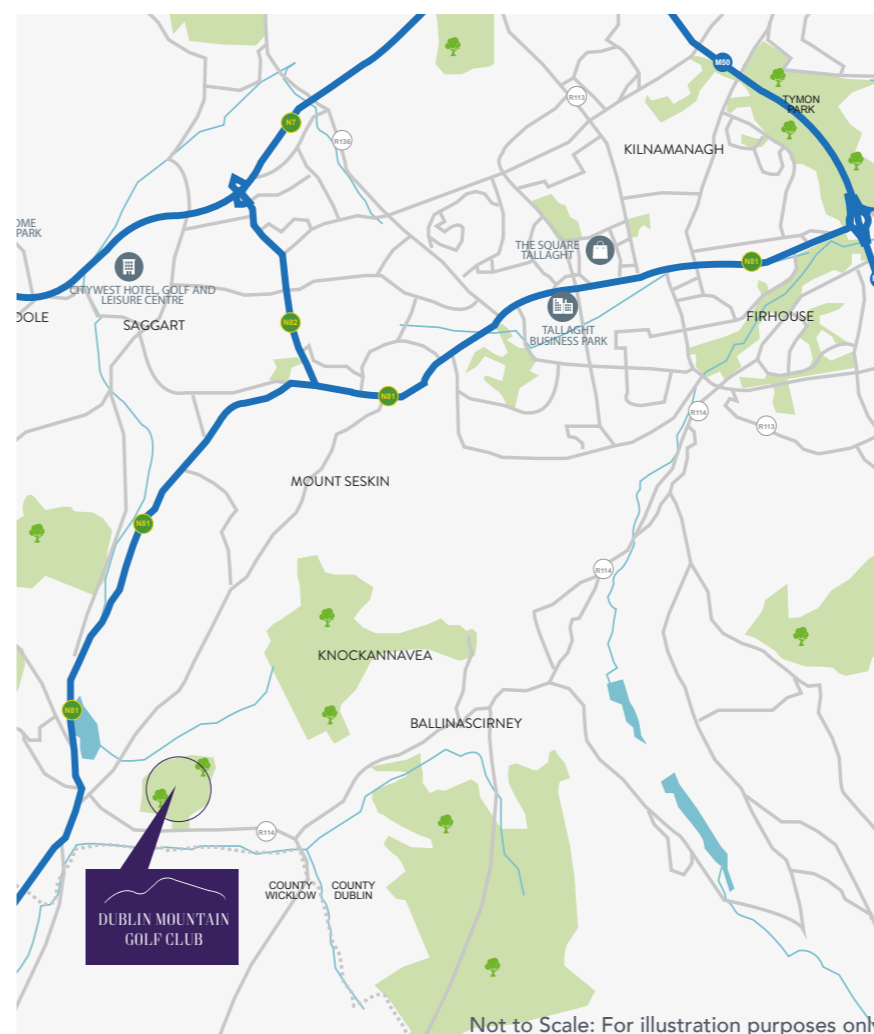 M50
TYMON
PARK
R113
N7
R136
KILNAMANAGH
OME
PARK
THE SQUARE
TALLAGHT
N81
CITYWEST HOTEL, GOLF AND
LEISURE CENTRE
DOLE
SAGGART
N82
TALLAGHT
BUSINESS PARK
FIRHOUSE
N81
R114
R113
MOUNT SESKIN
N81
R114
KNOCKANNAVEA
N81
BALLINASCIRNEY
R114
COUNTY
WICKLOW
COUNTY
DUBLIN
DUBLIN MOUNTAIN
GOLF CLUB
Not to Scale: For illustration purposes